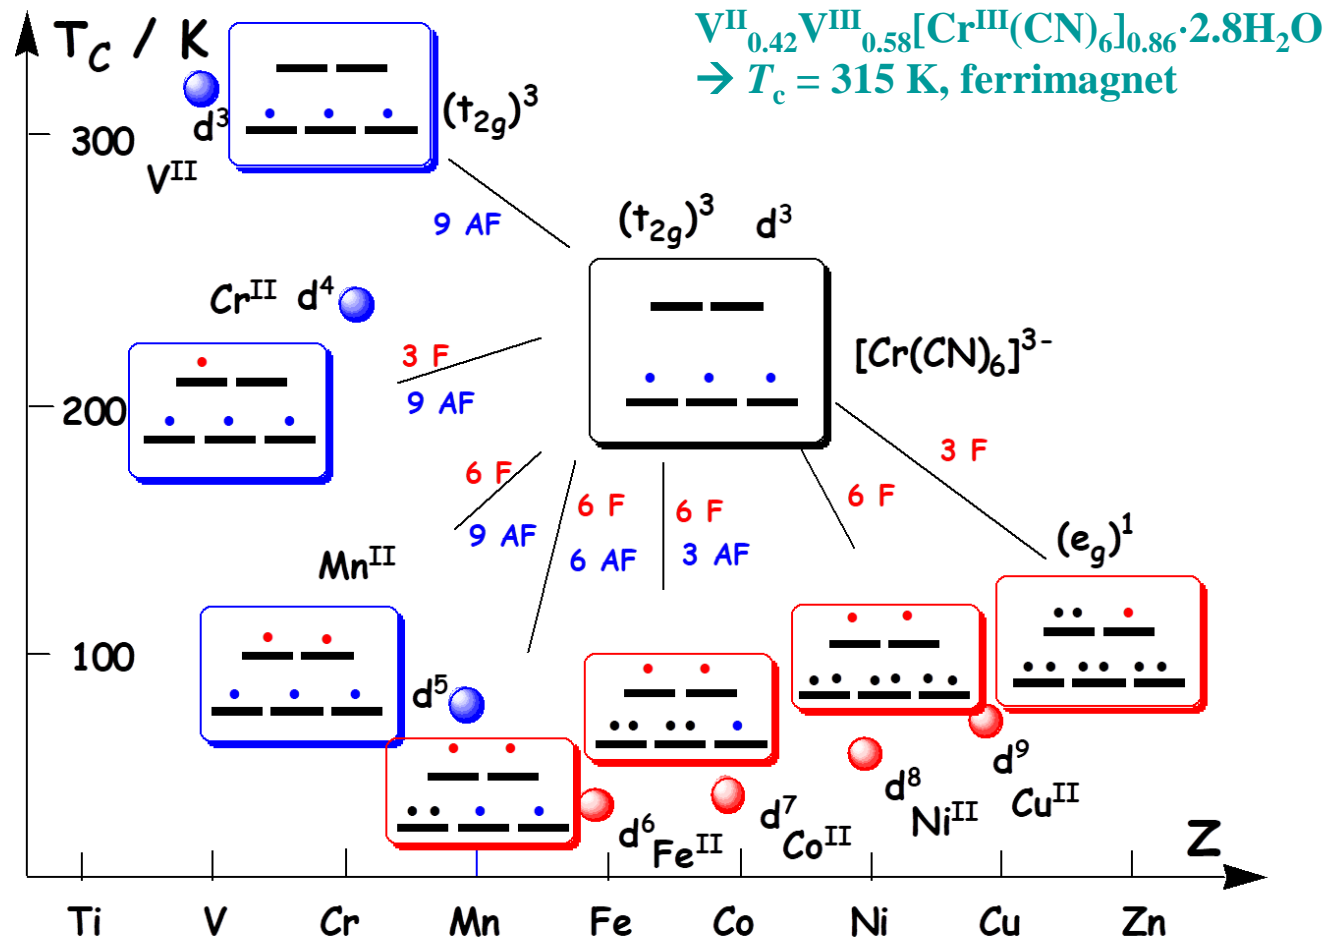 T_C / K
V^II_0.42V^III_0.58[Cr^III(CN)_6]_0.86·2.8H_2O
→ T_c = 315 K, ferrimagnet
d^3
(t_2g)^3
300
V^II
9 AF
(t_2g)^3 d^3
Cr^II d^4
3 F
9 AF
[Cr(CN)_6]^3-
200
3 F
6 F
6 F
6 F
6 F
9 AF
6 AF
3 AF
(e_g)^1
Mn^II
100
d^5
d^9
d^8
Cu^II
d^7
Ni^II
d^6
Fe^II
Co^II
Z
Ti V Cr Mn Fe Co Ni Cu Zn